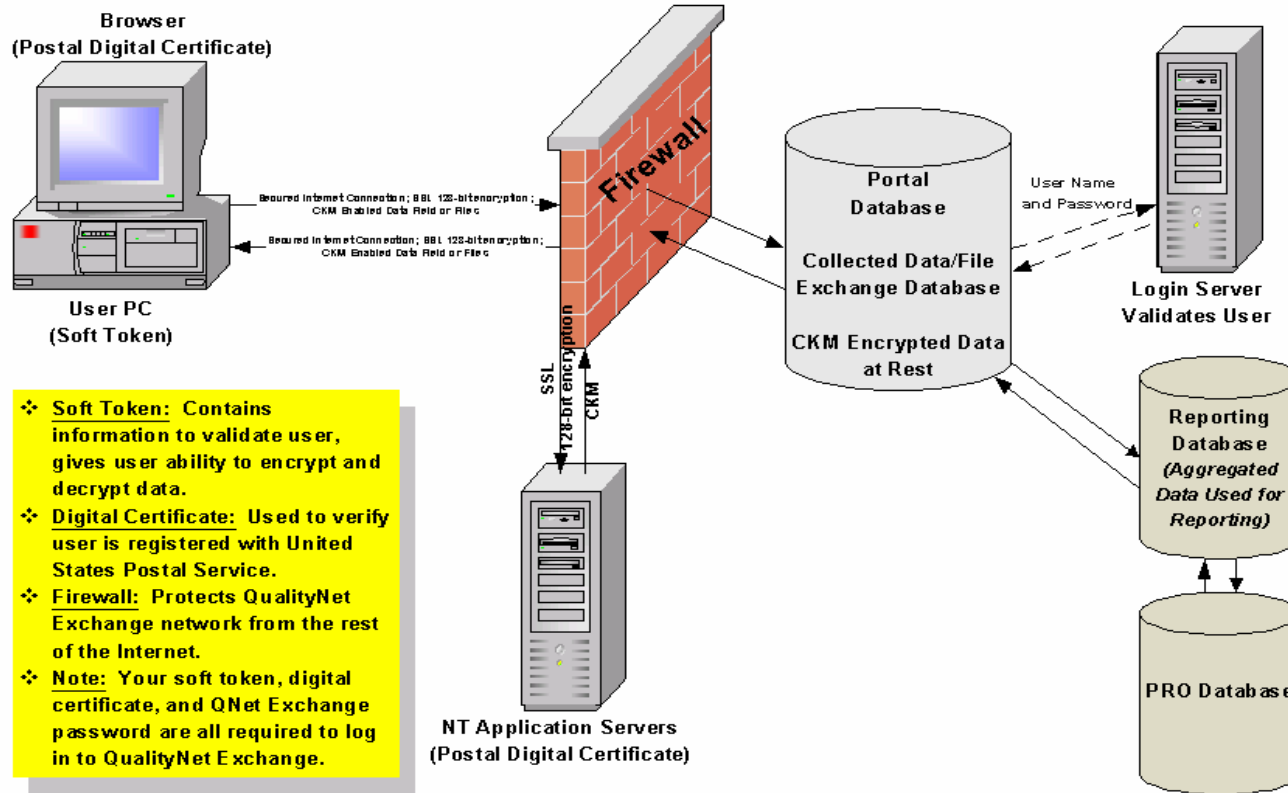 Browser
(Postal Digital Certificate)
Secured Internet Connection; SSL 128-bit encryption;
CKM Enabled Data Field or Files
Secured Internet Connection; SSL 128-bit encryption;
CKM Enabled Data Field or Files
User PC
(Soft Token)
Firewall
SSL
128-bit encryption
CKM
Portal
Database
Collected Data/File
Exchange Database
CKM Encrypted Data
at Rest
User Name
and Password
Login Server
Validates User
Reporting
Database
(Aggregated
Data Used for
Reporting)
PRO Database
NT Application Servers
(Postal Digital Certificate)
❖ Soft Token: Contains
information to validate user,
gives user ability to encrypt and
decrypt data.
❖ Digital Certificate: Used to verify
user is registered with United
States Postal Service.
❖ Firewall: Protects QualityNet
Exchange network from the rest
of the Internet.
❖ Note: Your soft token, digital
certificate, and QNet Exchange
password are all required to log
in to QualityNet Exchange.